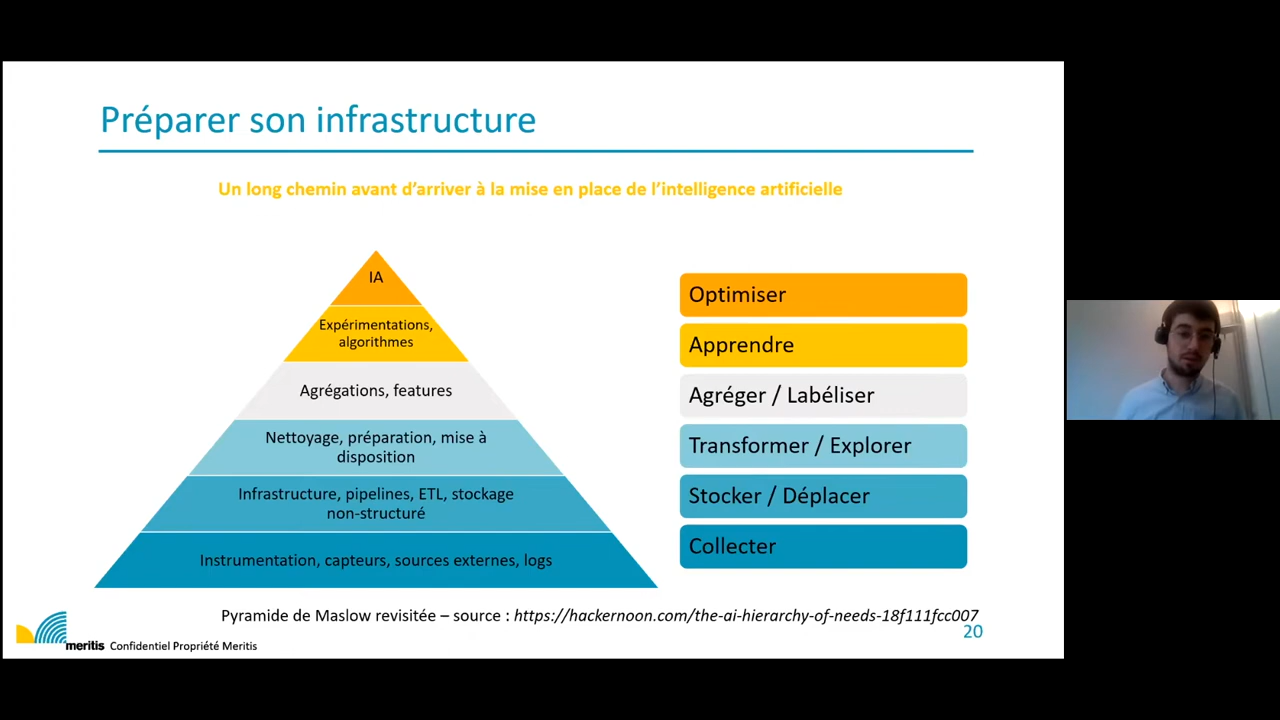 Préparer son infrastructure
Un long chemin avant d’arriver à la mise en place de l’intelligence artificielle
IA
Expérimentations,
algorithmes
Agrégations, features
Nettoyage, préparation, mise à
disposition
Infrastructure, pipelines, ETL, stockage
non-structuré
Instrumentation, capteurs, sources externes, logs
Optimiser
Apprendre
Agréger / Labéliser
Transformer / Explorer
Stocker / Déplacer
Collecter
Pyramide de Maslow revisitée – source : https://hackernoon.com/the-ai-hierarchy-of-needs-18f111fcc007
20
meritis Confidentiel Propriété Meritis